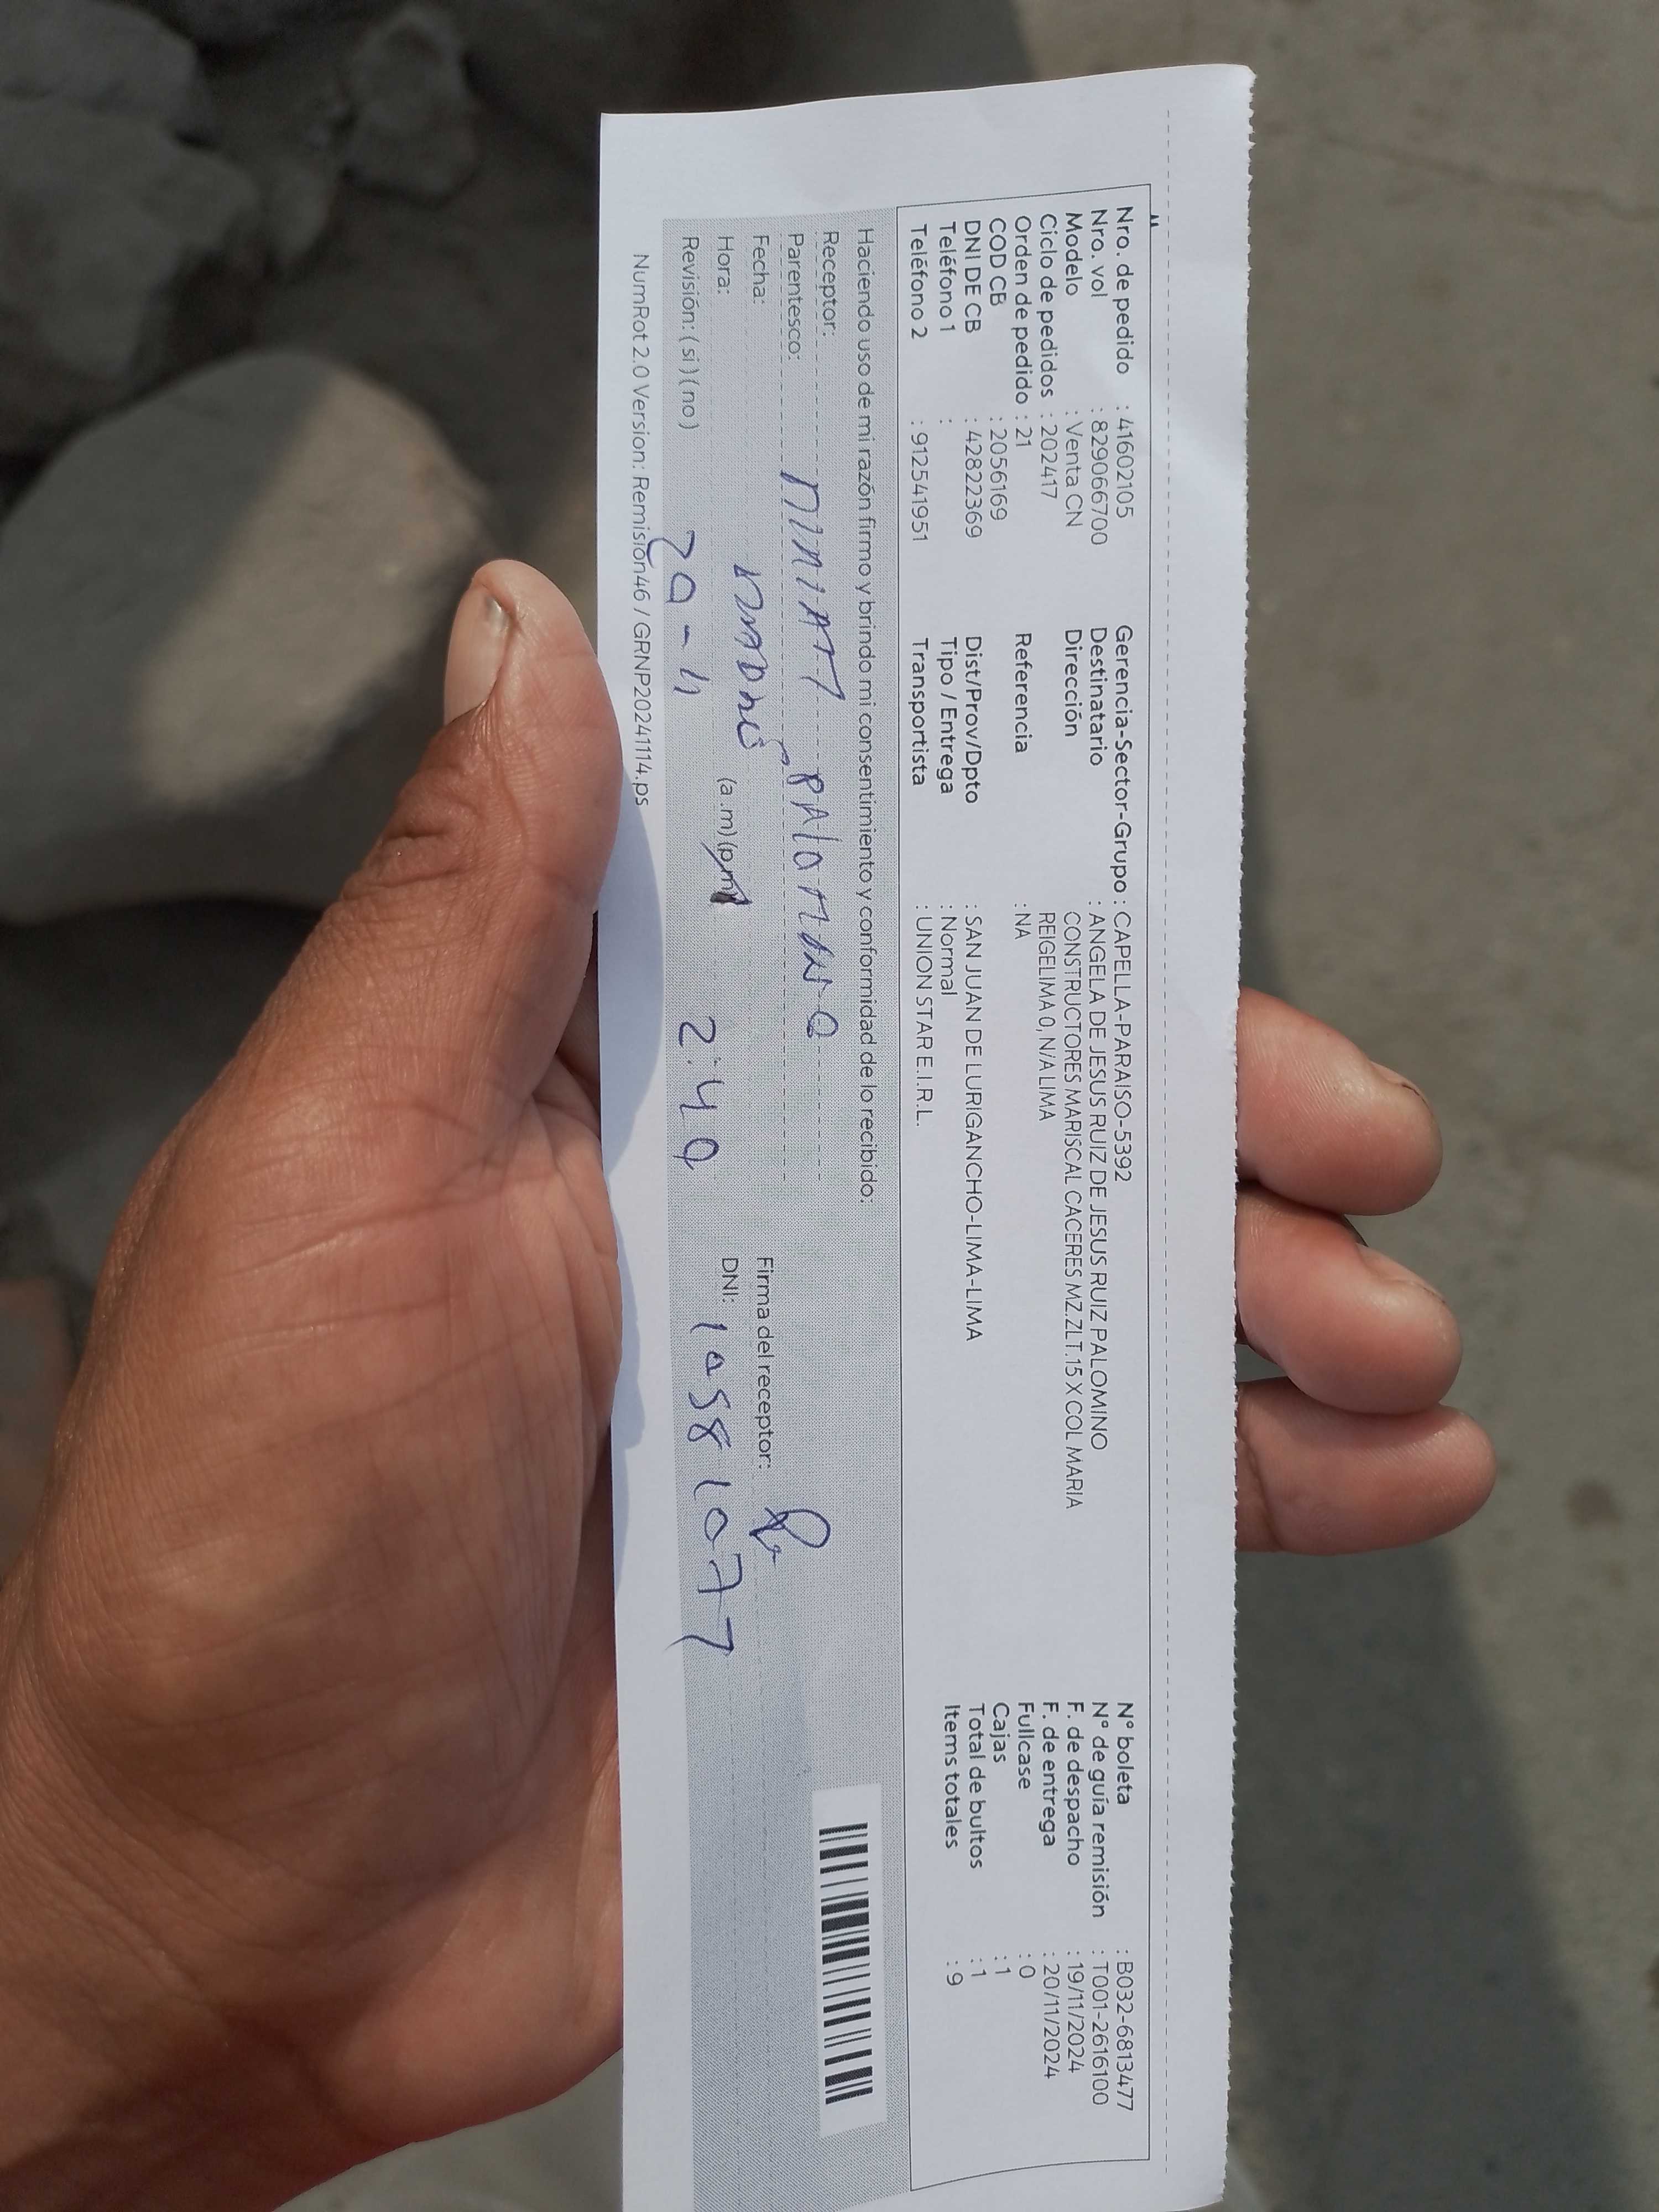 Nro. de pedido : 41602105 Gerencia-Sector-Grupo : CAPELLA-PARAISO-5392 N° boleta : B032-6813477
Nro. vol : 829066700 Destinatario : ANGELA DE JESUS RUIZ DE JESUS RUIZ PALOMINO N° de guía remisión : T001-2616100
Modelo : Venta CN Dirección CONSTRUCTORES MARISCAL CACERES MZ.ZLT.15 X COL MARIA F. de despacho : 19/11/2024
Ciclo de pedidos : 202417 REIGELIMA 0, N/A LIMA F. de entrega : 20/11/2024
Orden de pedido : 21 Referencia : NA Fullcase : 0
COD CB : 2056169 Cajas : 1
DNI DE CB : 42822369 Dist/Prov/Dpto : SAN JUAN DE LURIGANCHO-LIMA-LIMA Total de bultos : 1
Teléfono 1 : Tipo / Entrega : Normal Items totales : 9
Teléfono 2 : 912541951 Transportista : UNION STAR E.I.R.L.
Haciendo uso de mi razón firmo y brindo mi consentimiento y conformidad de lo recibido:
Receptor: palomino
Parentesco:
Fecha: Firma del receptor:
Hora: (a.m)(p.m) DNI: 10581077
Revisión: (si)(no) 2:40
NumRot 2.0 Version: Remisión46 / GRNP20241114.ps